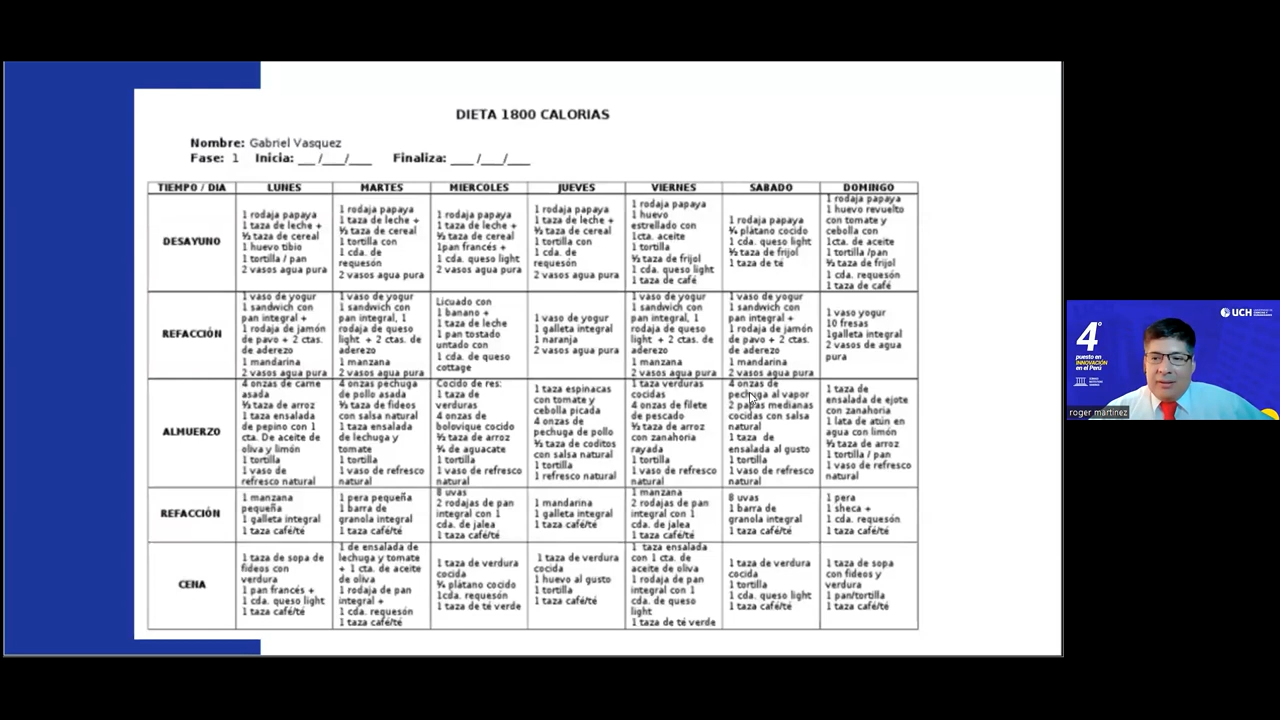 DIETA 1800 CALORIAS
Nombre: Gabriel Vasquez
Fase: 1 Inicia: ___ /___/____ Finaliza: ____ /___/___
TIEMPO / DIA LUNES MARTES MIERCOLES JUEVES VIERNES SABADO DOMINGO
DESAYUNO
1 rodaja papaya
1 taza de leche +
½ taza de cereal
1 huevo tibio
1 tortilla / pan
2 vasos agua pura
1 rodaja papaya
1 taza de leche +
½ taza de cereal
1 tortilla con
1 cda. de
requesón
2 vasos agua pura
1 rodaja papaya
1 taza de leche +
½ taza de cereal
1pan francés +
1 cda. queso light
2 vasos agua pura
1 rodaja papaya
1 taza de leche +
½ taza de cereal
1 tortilla con
1 cda. de
requesón
2 vasos agua pura
1 rodaja papaya
1 huevo
estrellado con
1cta. aceite
1 tortilla
½ taza de frijol
1 cda. queso light
1 taza de café
1 rodaja papaya
¼ plátano cocido
1 cda. queso light
½ taza de frijol
1 taza de té
1 rodaja papaya
1 huevo revuelto
con tomate y
cebolla con
1cta. de aceite
1 tortilla /pan
½ taza de frijol
1 cda. requesón
1 taza de café
REFACCIÓN
1 vaso de yogur
1 sandwich con
pan integral +
1 rodaja de jamón
de pavo + 2 ctas.
de aderezo
1 mandarina
2 vasos agua pura
1 vaso de yogur
1 sandwich con
pan integral, 1
rodaja de queso
light + 2 ctas. de
aderezo
1 manzana
2 vasos agua pura
Licuado con
1 banano +
1 taza de leche
1 pan tostado
untado con
1 cda. de queso
cottage
1 vaso de yogur
1 galleta integral
1 naranja
2 vasos agua pura
1 vaso de yogur
1 sandwich con
pan integral, 1
rodaja de queso
light + 2 ctas. de
aderezo
1 manzana
2 vasos agua pura
1 vaso de yogur
1 sandwich con
pan integral +
1 rodaja de jamón
de pavo + 2 ctas.
de aderezo
1 mandarina
2 vasos agua pura
1 vaso yogur
10 fresas
1galleta integral
2 vasos de agua
pura
ALMUERZO
4 onzas de carne
asada
½ taza de arroz
1 taza ensalada
de pepino con 1
cta. De aceite de
oliva y limón
1 tortilla
1 vaso de
refresco natural
4 onzas pechuga
de pollo asada
½ taza de fideos
con salsa natural
1 taza ensalada
de lechuga y
tomate
1 tortilla
1 vaso de refresco
natural
Cocido de res:
1 taza de
verduras
4 onzas de
bolovique cocido
½ taza de arroz
¼ de aguacate
1 tortilla
1 vaso de refresco
natural
1 taza espinacas
con tomate y
cebolla picada
4 onzas de
pechuga de pollo
½ taza de coditos
con salsa natural
1 tortilla
1 refresco natural
1 taza verduras
cocidas
4 onzas de filete
de pescado
½ taza de arroz
con zanahoria
rayada
1 tortilla
1 vaso de refresco
natural
4 onzas de
pechuga al vapor
2 papas medianas
cocidas con salsa
natural
1 taza de
ensalada al gusto
1 tortilla
1 vaso de refresco
natural
1 taza de
ensalada de ejote
con zanahoria
1 lata de atún en
agua con limón
½ taza de arroz
1 tortilla / pan
1 vaso de refresco
natural
REFACCIÓN
1 manzana
pequeña
1 galleta integral
1 taza café/té
1 pera pequeña
1 barra de
granola integral
1 taza café/té
8 uvas
2 rodajas de pan
integral con 1
cda. de jalea
1 taza café/té
1 mandarina
1 galleta integral
1 taza café/té
1 manzana
2 rodajas de pan
integral con 1
cda. de jalea
1 taza café/té
8 uvas
1 barra de
granola integral
1 taza café/té
1 pera
1 sheca +
1 cda. requesón
1 taza café/té
CENA
1 taza de sopa de
fideos con
verdura
1 pan francés +
1 cda. queso light
1 taza café/té
1 de ensalada de
lechuga y tomate
+ 1 cta. de aceite
de oliva
1 rodaja de pan
integral +
1 cda. requesón
1 taza café/té
1 taza de verdura
cocida
¼ plátano cocido
1cda. requesón
1 taza de té verde
1 taza de verdura
cocida
1 huevo al gusto
1 tortilla
1 taza café/té
1 taza ensalada
con 1 cta. de
aceite de oliva
1 rodaja de pan
integral con 1
cda. de queso
light
1 taza de té verde
1 taza de verdura
cocida
1 tortilla
1 cda. queso light
1 taza café/té
1 taza de sopa
con fideos y
verdura
1 pan/tortilla
1 taza café/té
UCH
4°
puesto en
INNOVACIÓN
en el Perú
roger martinez